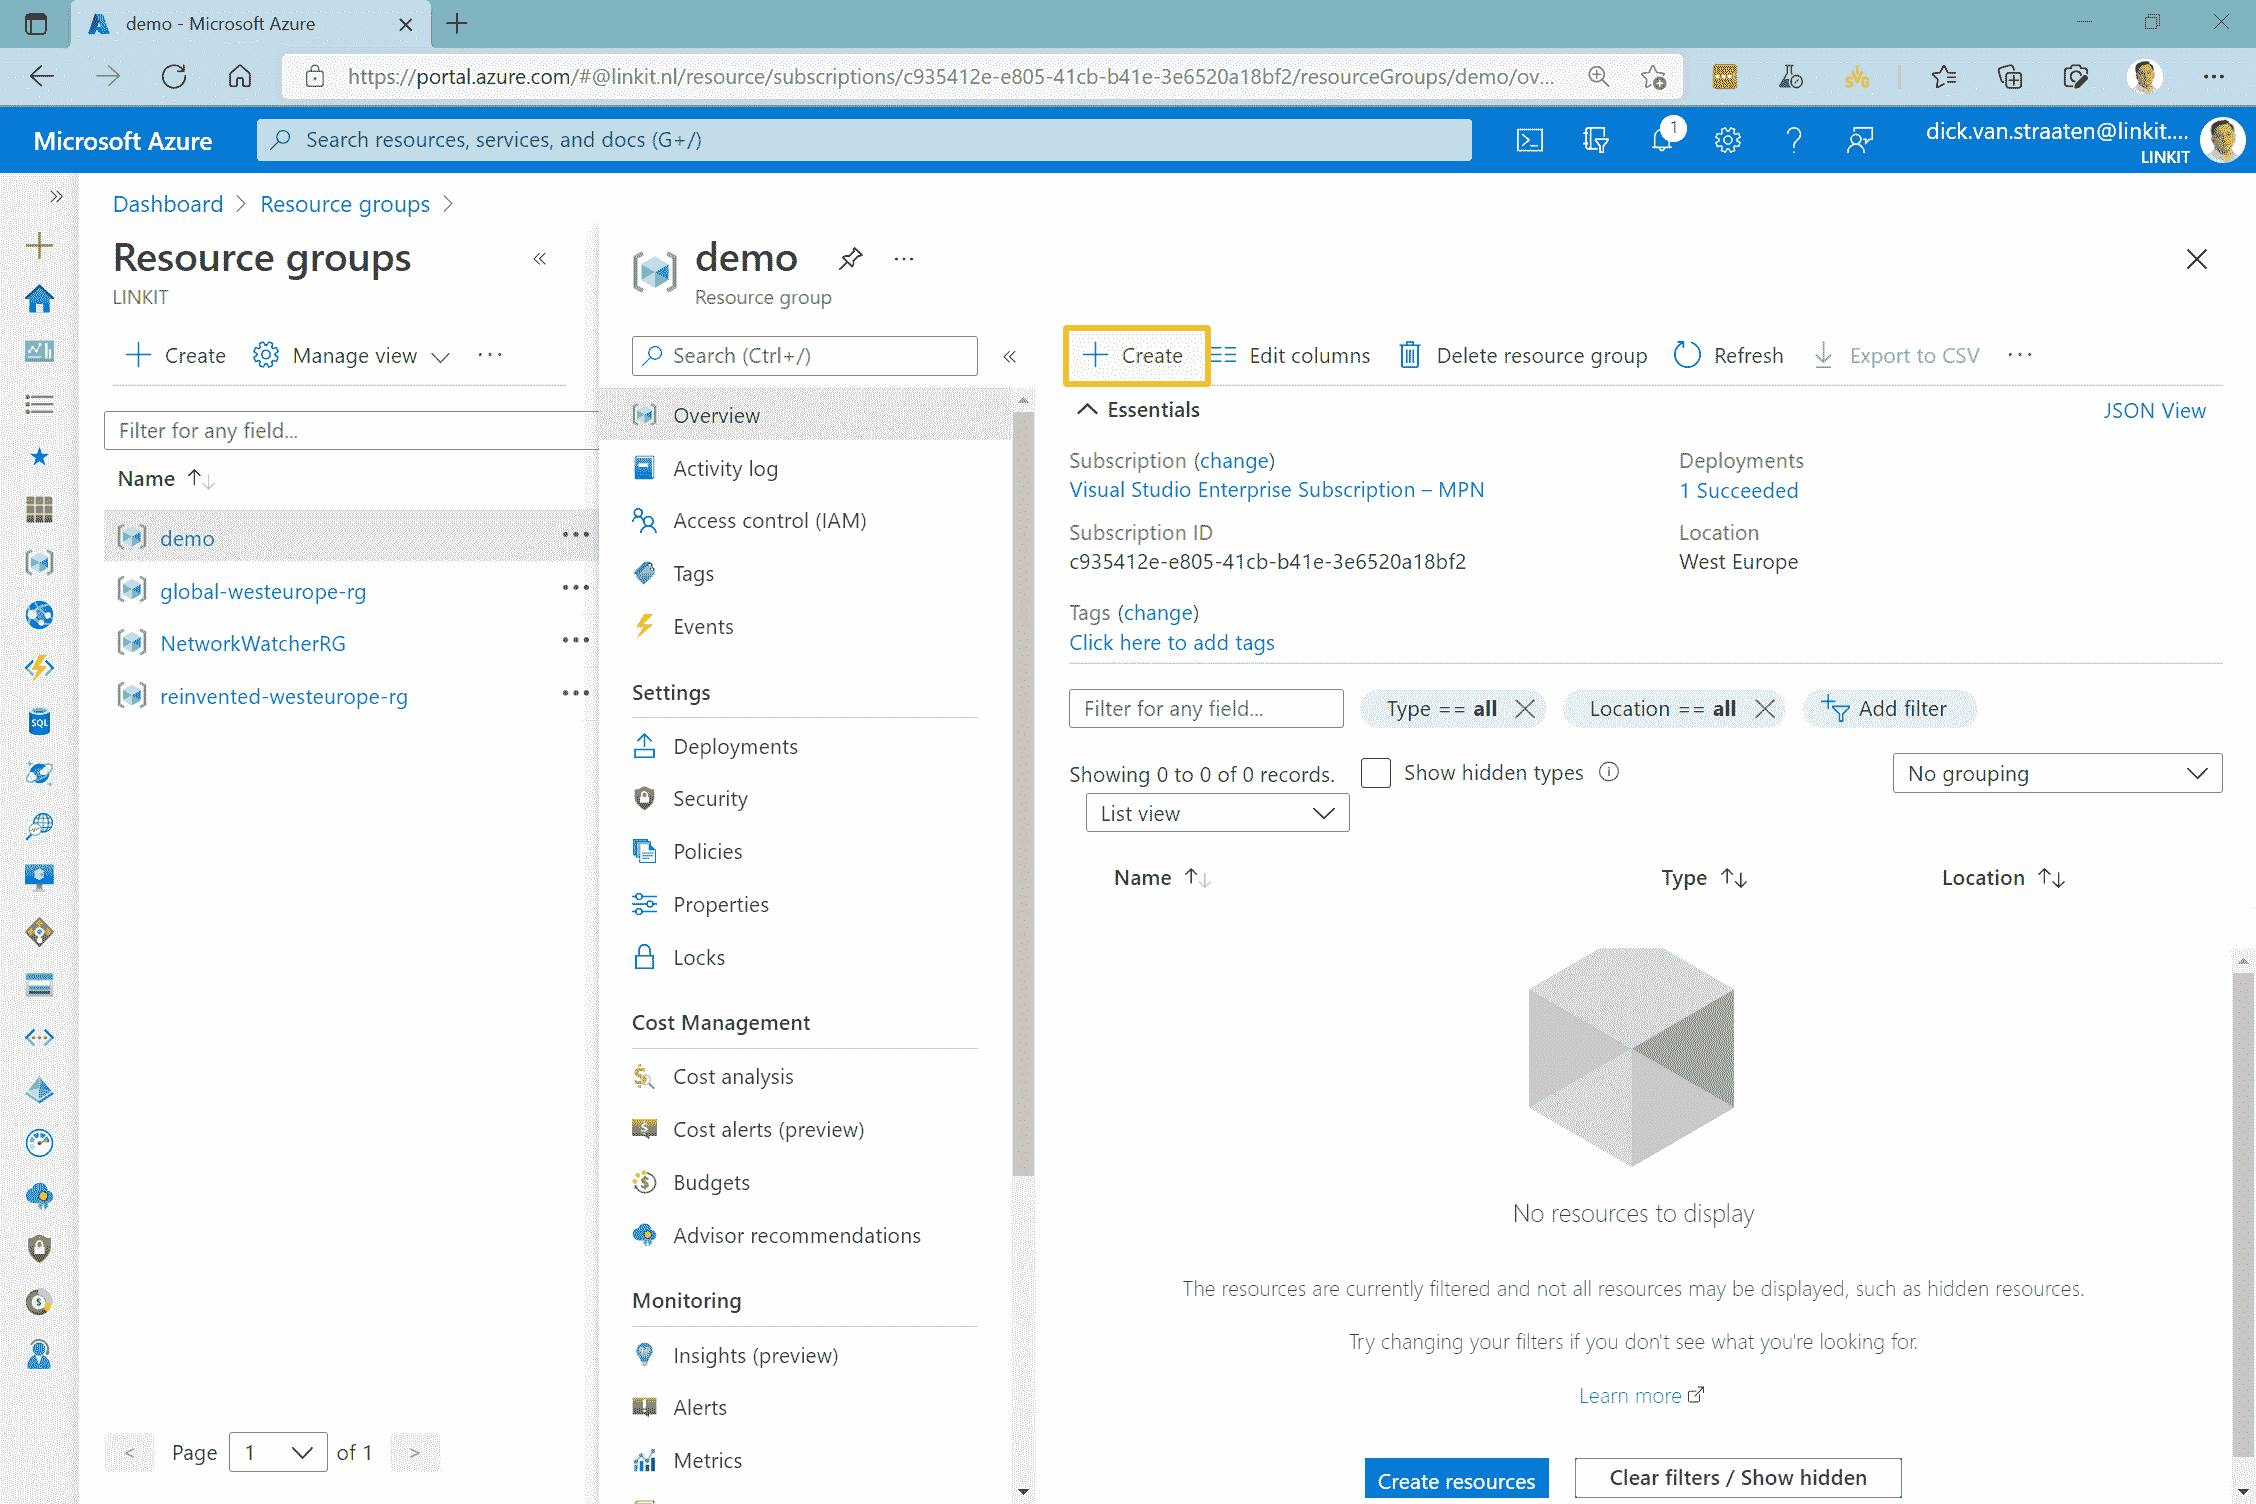 demo - Microsoft Azure
https://portal.azure.com/#@linkit.nl/resource/subscriptions/c935412e-e805-41cb-b41e-3e6520a18bf2/resourceGroups/demo/ov...
Microsoft Azure
Search resources, services, and docs (G+/)
1
dick.van.straaten@linkit....
LINKIT
Dashboard > Resource groups >
Resource groups
LINKIT
Create
Manage view
Filter for any field...
Name
demo
global-westeurope-rg
NetworkWatcherRG
reinvented-westeurope-rg
< Page 1 of 1 >
SQL
demo
Resource group
Search (Ctrl+/)
Overview
Activity log
Access control (IAM)
Tags
Events
Settings
Deployments
Security
Policies
Properties
Locks
Cost Management
Cost analysis
Cost alerts (preview)
Budgets
Advisor recommendations
Monitoring
Insights (preview)
Alerts
Metrics
Create
Edit columns
Delete resource group
Refresh
Export to CSV
Essentials
JSON View
Subscription (change)
Visual Studio Enterprise Subscription – MPN
Subscription ID
c935412e-e805-41cb-b41e-3e6520a18bf2
Deployments
1 Succeeded
Location
West Europe
Tags (change)
Click here to add tags
Filter for any field...
Type == all
Location == all
Add filter
Showing 0 to 0 of 0 records.
Show hidden types
No grouping
List view
Name
Type
Location
No resources to display
The resources are currently filtered and not all resources may be displayed, such as hidden resources.
Try changing your filters if you don't see what you're looking for.
Learn more
Create resources
Clear filters / Show hidden